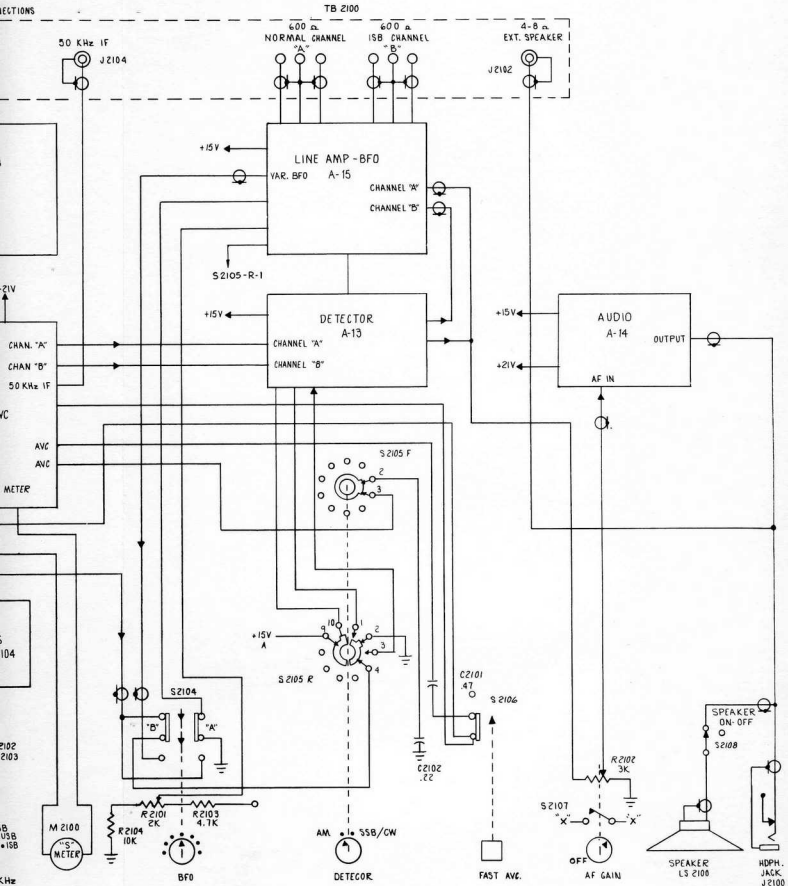 NECTIONS
TB 2100
50 KHz IF
J2104
600 Ω
NORMAL CHANNEL
"A"
600 Ω
ISB CHANNEL
"B"
4-8 Ω
EXT. SPEAKER
J2102
+15V
LINE AMP-BFO
A-15
VAR. BFO
CHANNEL "A"
CHANNEL "B"
S2105-R-1
-21V
+15V
DETECTOR
A-13
CHANNEL "A"
CHANNEL "B"
+15V
+21V
AUDIO
A-14
OUTPUT
AF IN
CHAN. "A"
CHAN "B"
50 KHz IF
VC
AVC
AVC
METER
S2105 F
2
3
+15V
A
10
9
1
2
3
4
S2105 R
C2101
.47
S2106
C2102
.22
104
S2104
"B"
"A"
2102
2103
R2101
2K
R2103
4.7K
R2104
10K
R2102
3K
S2107
"X"
"X"
SPEAKER
ON-OFF
S2108
SB
USB
•ISB
KHz
M2100
"S"
METER
BFO
AM
SSB/CW
DETECOR
FAST AVC.
OFF
AF GAIN
SPEAKER
LS 2100
HDPH.
JACK
J2100